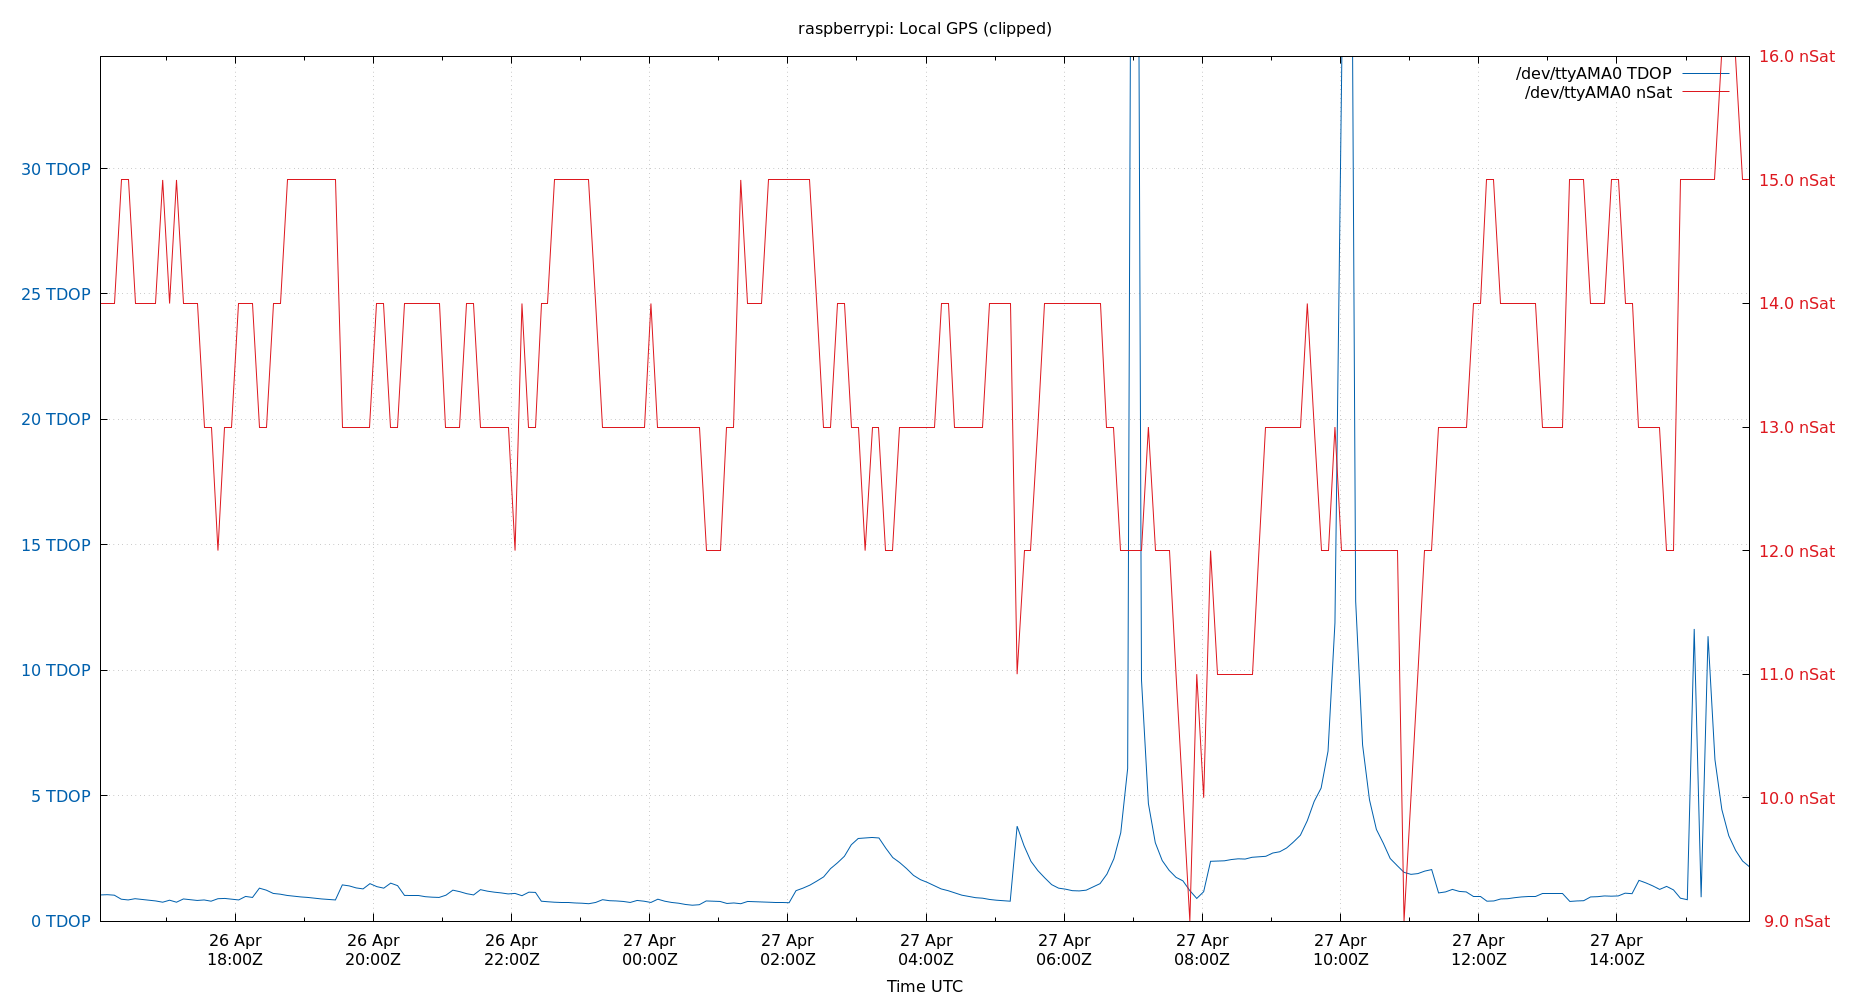 raspberrypi: Local GPS (clipped)
/dev/ttyAMA0 TDOP
/dev/ttyAMA0 nSat
30 TDOP
25 TDOP
20 TDOP
15 TDOP
10 TDOP
5 TDOP
0 TDOP
16.0 nSat
15.0 nSat
14.0 nSat
13.0 nSat
12.0 nSat
11.0 nSat
10.0 nSat
9.0 nSat
26 Apr 26 Apr 26 Apr 27 Apr 27 Apr 27 Apr 27 Apr 27 Apr 27 Apr 27 Apr 27 Apr
18:00Z 20:00Z 22:00Z 00:00Z 02:00Z 04:00Z 06:00Z 08:00Z 10:00Z 12:00Z 14:00Z
Time UTC